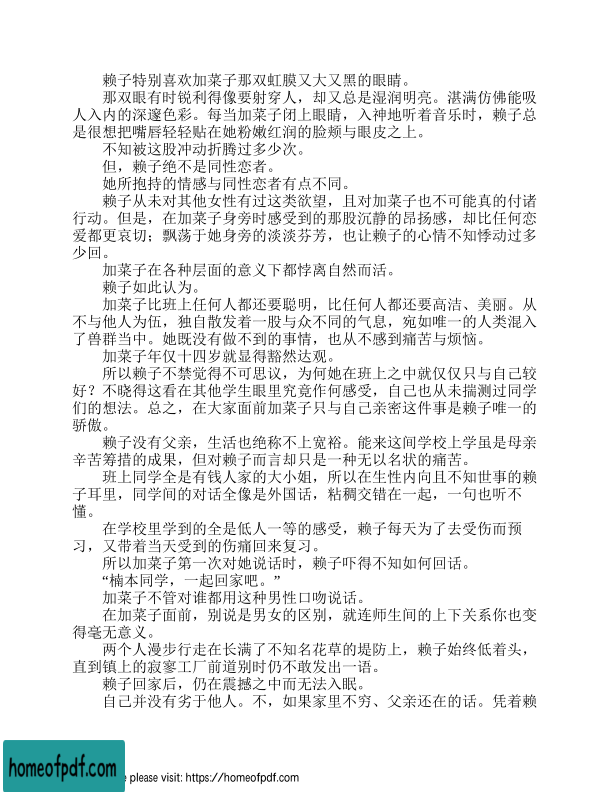 赖子特别喜欢加菜子那双虹膜又大又黑的眼睛。
那双眼有时锐利得像要射穿人，却又总是湿润明亮。湛满仿佛能吸
人入内的深邃色彩。每当加菜子闭上眼睛，入神地听着音乐时，赖子总
是很想把嘴唇轻轻贴在她粉嫩红润的脸颊与眼皮之上。
不知被这股冲动折腾过多少次。
但，赖子绝不是同性恋者。
她所抱持的情感与同性恋者有点不同。
赖子从未对其他女性有过这类欲望，且对加菜子也不可能真的付诸
行动。但是，在加菜子身旁时感受到的那股沉静的昂扬感，却比任何恋
爱都更哀切；飘荡于她身旁的淡淡芬芳，也让赖子的心情不知悸动过多
少回。
加菜子在各种层面的意义下都悖离自然而活。
赖子如此认为。
加菜子比班上任何人都还要聪明，比任何人都还要高洁、美丽。从
不与他人为伍，独自散发着一股与众不同的气息，宛如唯一的人类混入
了兽群当中。她既没有做不到的事情，也从不感到痛苦与烦恼。
加菜子年仅十四岁就显得豁然达观。
所以赖子不禁觉得不可思议，为何她在班上之中就仅仅只与自己较
好？不晓得这看在其他学生眼里究竟作何感受，自己也从未揣测过同学
们的想法。总之，在大家面前加菜子只与自己亲密这件事是赖子唯一的
骄傲。
赖子没有父亲，生活也绝称不上宽裕。能来这间学校上学虽是母亲
辛苦筹措的成果，但对赖子而言却只是一种无以名状的痛苦。
班上同学全是有钱人家的大小姐，所以在生性内向且不知世事的赖
子耳里，同学间的对话全像是外国话，粘稠交错在一起，一句也听不
懂。
在学校里学到的全是低人一等的感受，赖子每天为了去受伤而预
习，又带着当天受到的伤痛回来复习。
所以加菜子第一次对她说话时，赖子吓得不知如何回话。
“楠本同学，一起回家吧。”
加菜子不管对谁都用这种男性口吻说话。
在加菜子面前，别说是男女的区别，就连师生间的上下关系你也变
得毫无意义。
两个人漫步行走在长满了不知名花草的堤防上，赖子始终低着头，
直到镇上的寂寥工厂前道别时仍不敢发出一语。
赖子回家后，仍在震撼之中而无法入眠。
自己并没有劣于他人。不，如果家里不穷、父亲还在的话。凭着赖
homeofpdf.com
e please visit: https://homeofpdf.com